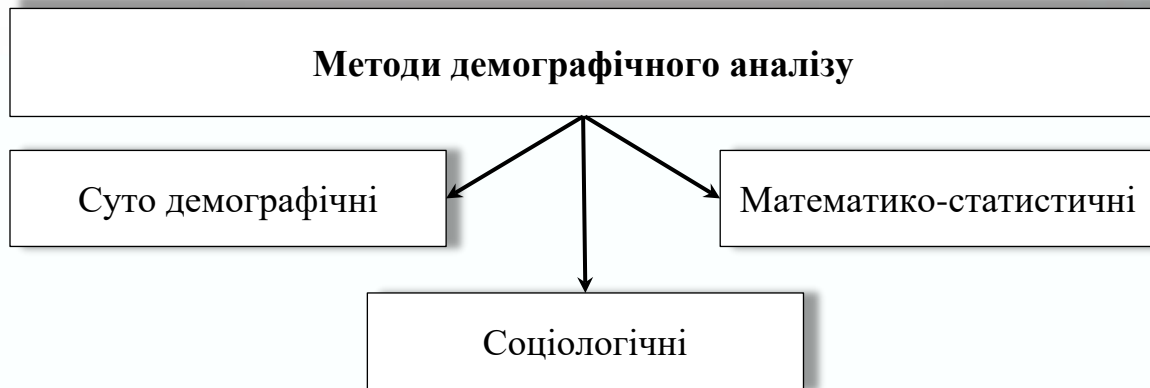 Методи демографічного аналізу
Суто демографічні
Математико-статистичні
Соціологічні